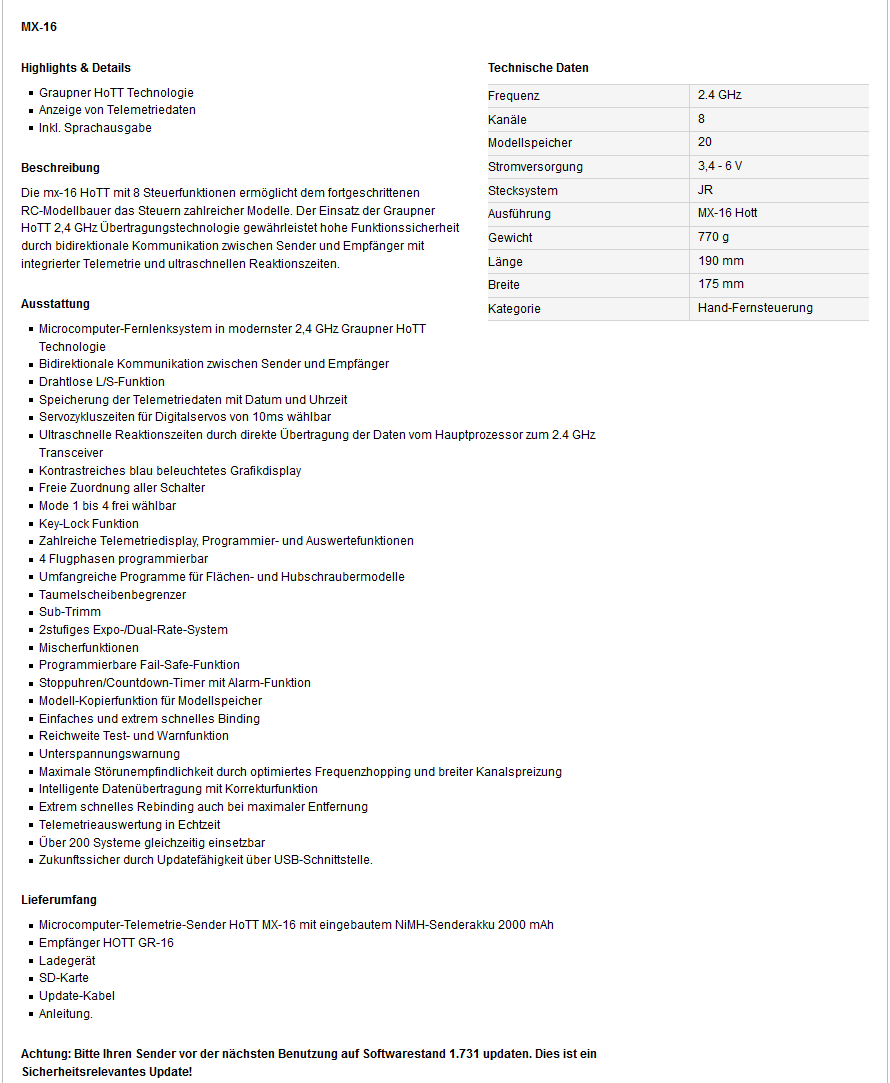 MX-16
Highlights & Details
Graupner HoTT Technologie
Anzeige von Telemetriedaten
Inkl. Sprachausgabe
Beschreibung
Die mx-16 HoTT mit 8 Steuerfunktionen ermöglicht dem fortgeschrittenen
RC-Modellbauer das Steuern zahlreicher Modelle. Der Einsatz der Graupner
HoTT 2,4 GHz Übertragungstechnologie gewährleistet hohe Funktionssicherheit
durch bidirektionale Kommunikation zwischen Sender und Empfänger mit
integrierter Telemetrie und ultraschnellen Reaktionszeiten.
Technische Daten
Frequenz 2.4 GHz
Kanäle 8
Modellspeicher 20
Stromversorgung 3,4 - 6 V
Stecksystem JR
Ausführung MX-16 Hott
Gewicht 770 g
Länge 190 mm
Breite 175 mm
Kategorie Hand-Fernsteuerung
Ausstattung
Microcomputer-Fernlenksystem in modernster 2,4 GHz Graupner HoTT
Technologie
Bidirektionale Kommunikation zwischen Sender und Empfänger
Drahtlose L/S-Funktion
Speicherung der Telemetriedaten mit Datum und Uhrzeit
Servozykluszeiten für Digitalservos von 10ms wählbar
Ultraschnelle Reaktionszeiten durch direkte Übertragung der Daten vom Hauptprozessor zum 2.4 GHz
Transceiver
Kontrastreiches blau beleuchtetes Grafikdisplay
Freie Zuordnung aller Schalter
Mode 1 bis 4 frei wählbar
Key-Lock Funktion
Zahlreiche Telemetriedisplay, Programmier- und Auswertefunktionen
4 Flugphasen programmierbar
Umfangreiche Programme für Flächen- und Hubschraubermodelle
Taumelscheibenbegrenzer
Sub-Trimm
2stufiges Expo-/Dual-Rate-System
Mischerfunktionen
Programmierbare Fail-Safe-Funktion
Stoppuhren/Countdown-Timer mit Alarm-Funktion
Modell-Kopierfunktion für Modellspeicher
Einfaches und extrem schnelles Binding
Reichweite Test- und Warnfunktion
Unterspannungswarnung
Maximale Störunempfindlichkeit durch optimiertes Frequenzhopping und breiter Kanalspreizung
Intelligente Datenübertragung mit Korrekturfunktion
Extrem schnelles Rebinding auch bei maximaler Entfernung
Telemetrieauswertung in Echtzeit
Über 200 Systeme gleichzeitig einsetzbar
Zukunftssicher durch Updatefähigkeit über USB-Schnittstelle.
Lieferumfang
Microcomputer-Telemetrie-Sender HoTT MX-16 mit eingebautem NiMH-Senderakku 2000 mAh
Empfänger HOTT GR-16
Ladegerät
SD-Karte
Update-Kabel
Anleitung.
Achtung: Bitte Ihren Sender vor der nächsten Benutzung auf Softwarestand 1.731 updaten. Dies ist ein
Sicherheitsrelevantes Update!